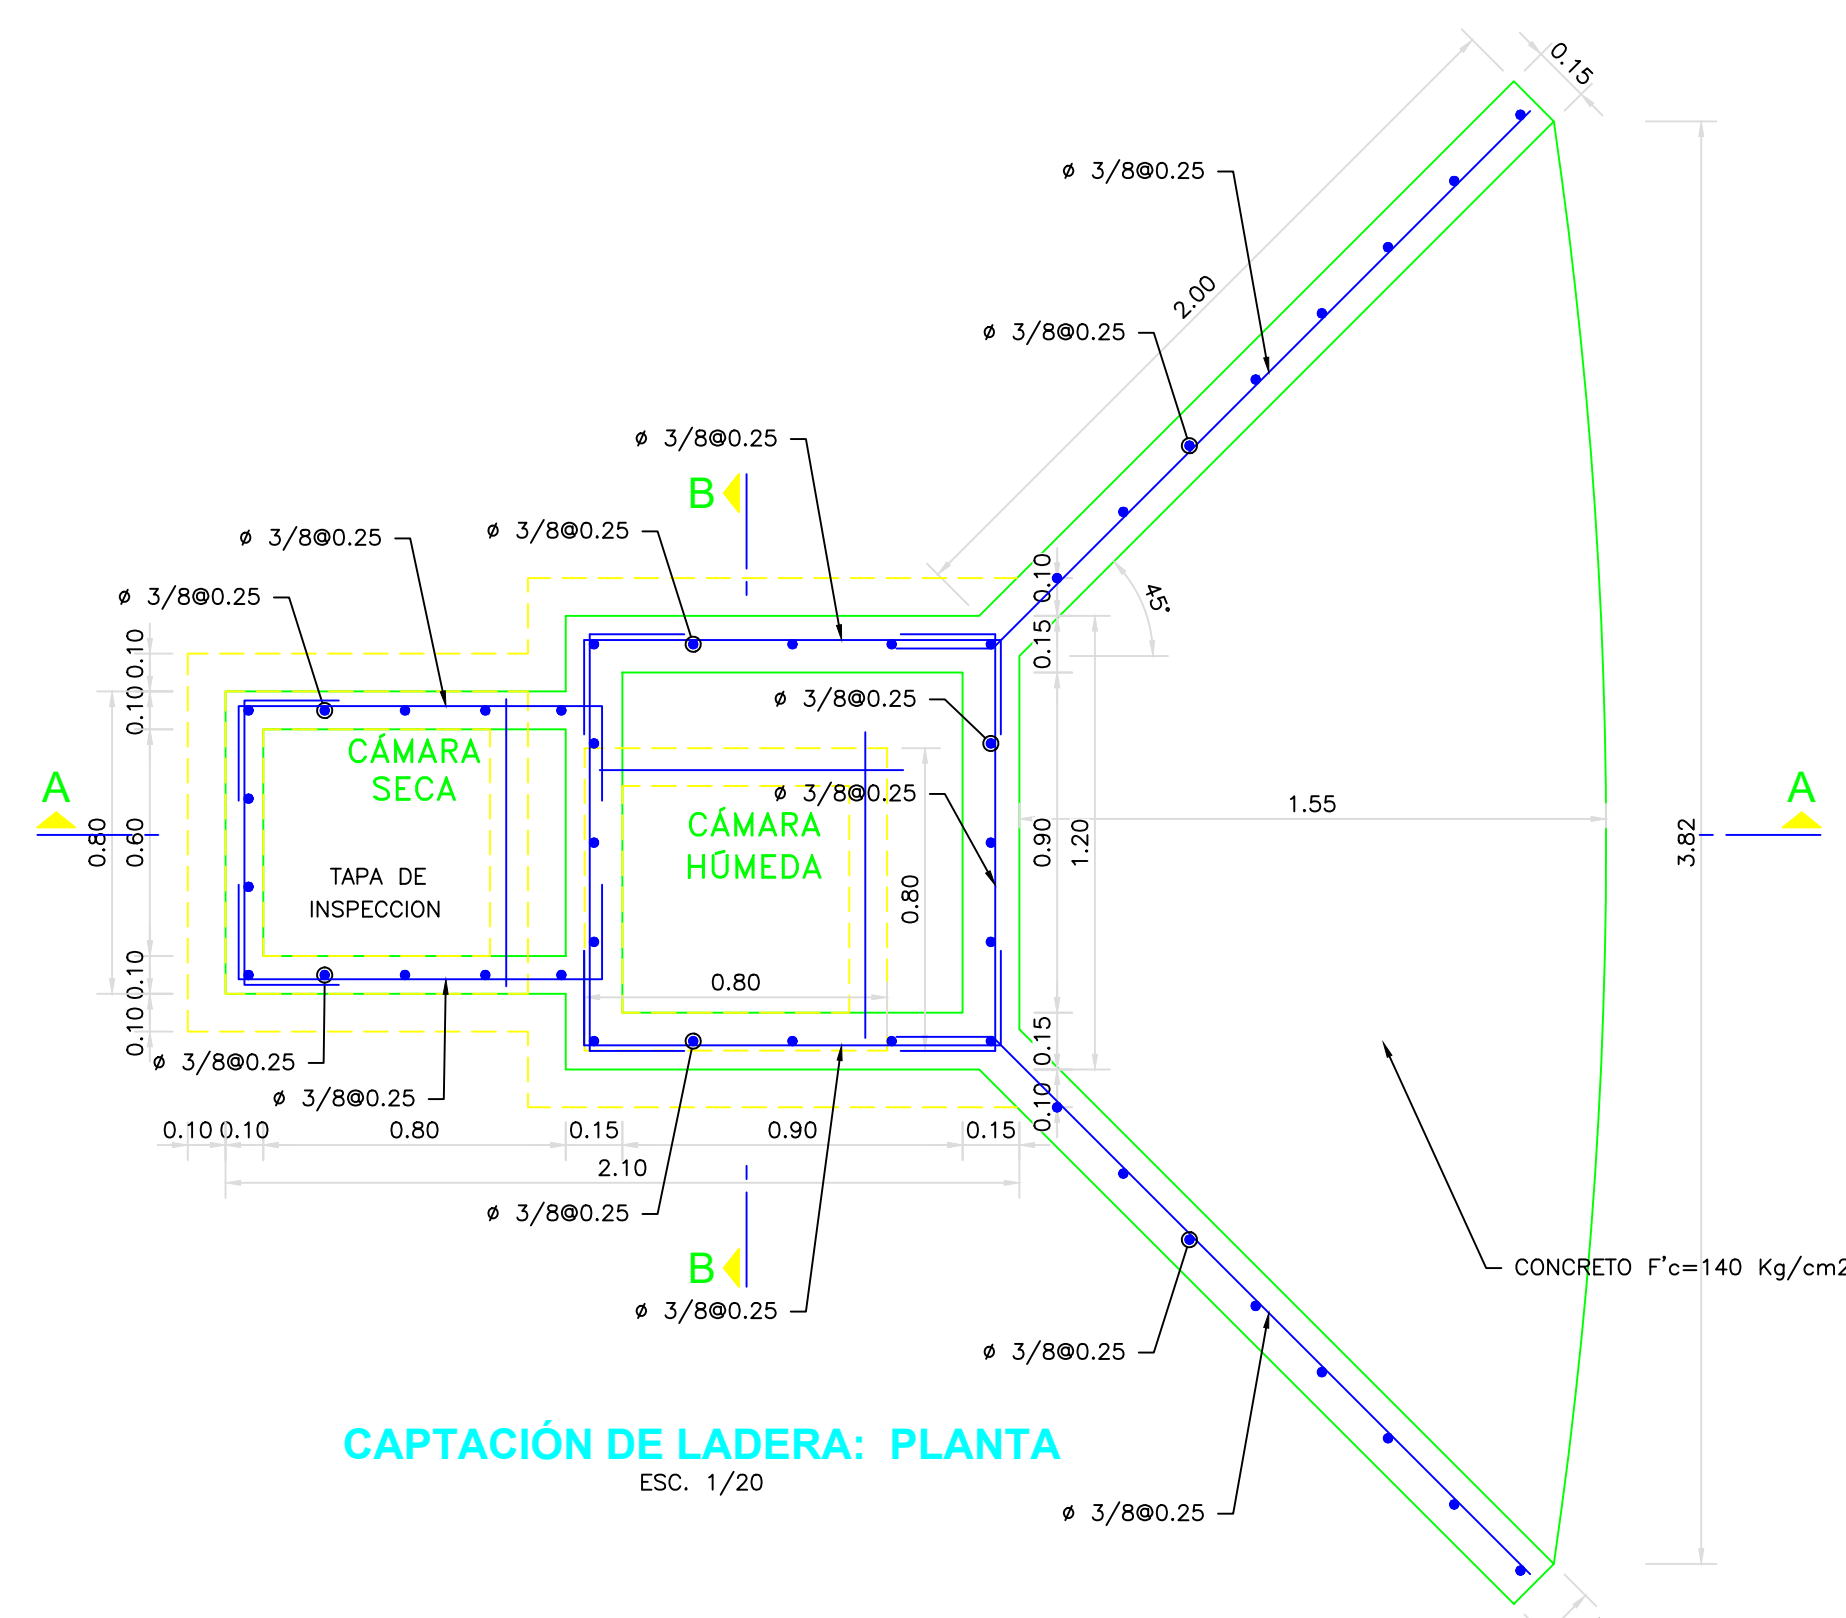 0.15
ø 3/8@0.25
2.00
ø 3/8@0.25
ø 3/8@0.25
B
ø 3/8@0.25
ø 3/8@0.25
ø 3/8@0.25
0.10
45°
0.15
0.10
0.10
ø 3/8@0.25
CÁMARA
SECA
A
ø 3/8@0.25
A
1.55
CÁMARA
HÚMEDA
0.80
0.60
0.90
1.20
3.82
TAPA DE
INSPECCION
0.80
0.80
0.10
0.10
0.15
0.10
ø 3/8@0.25
ø 3/8@0.25
0.10
0.10
0.80
0.15
0.90
0.15
2.10
ø 3/8@0.25
B
CONCRETO F'c=140 Kg/cm2
ø 3/8@0.25
ø 3/8@0.25
CAPTACIÓN DE LADERA: PLANTA
ESC. 1/20
ø 3/8@0.25